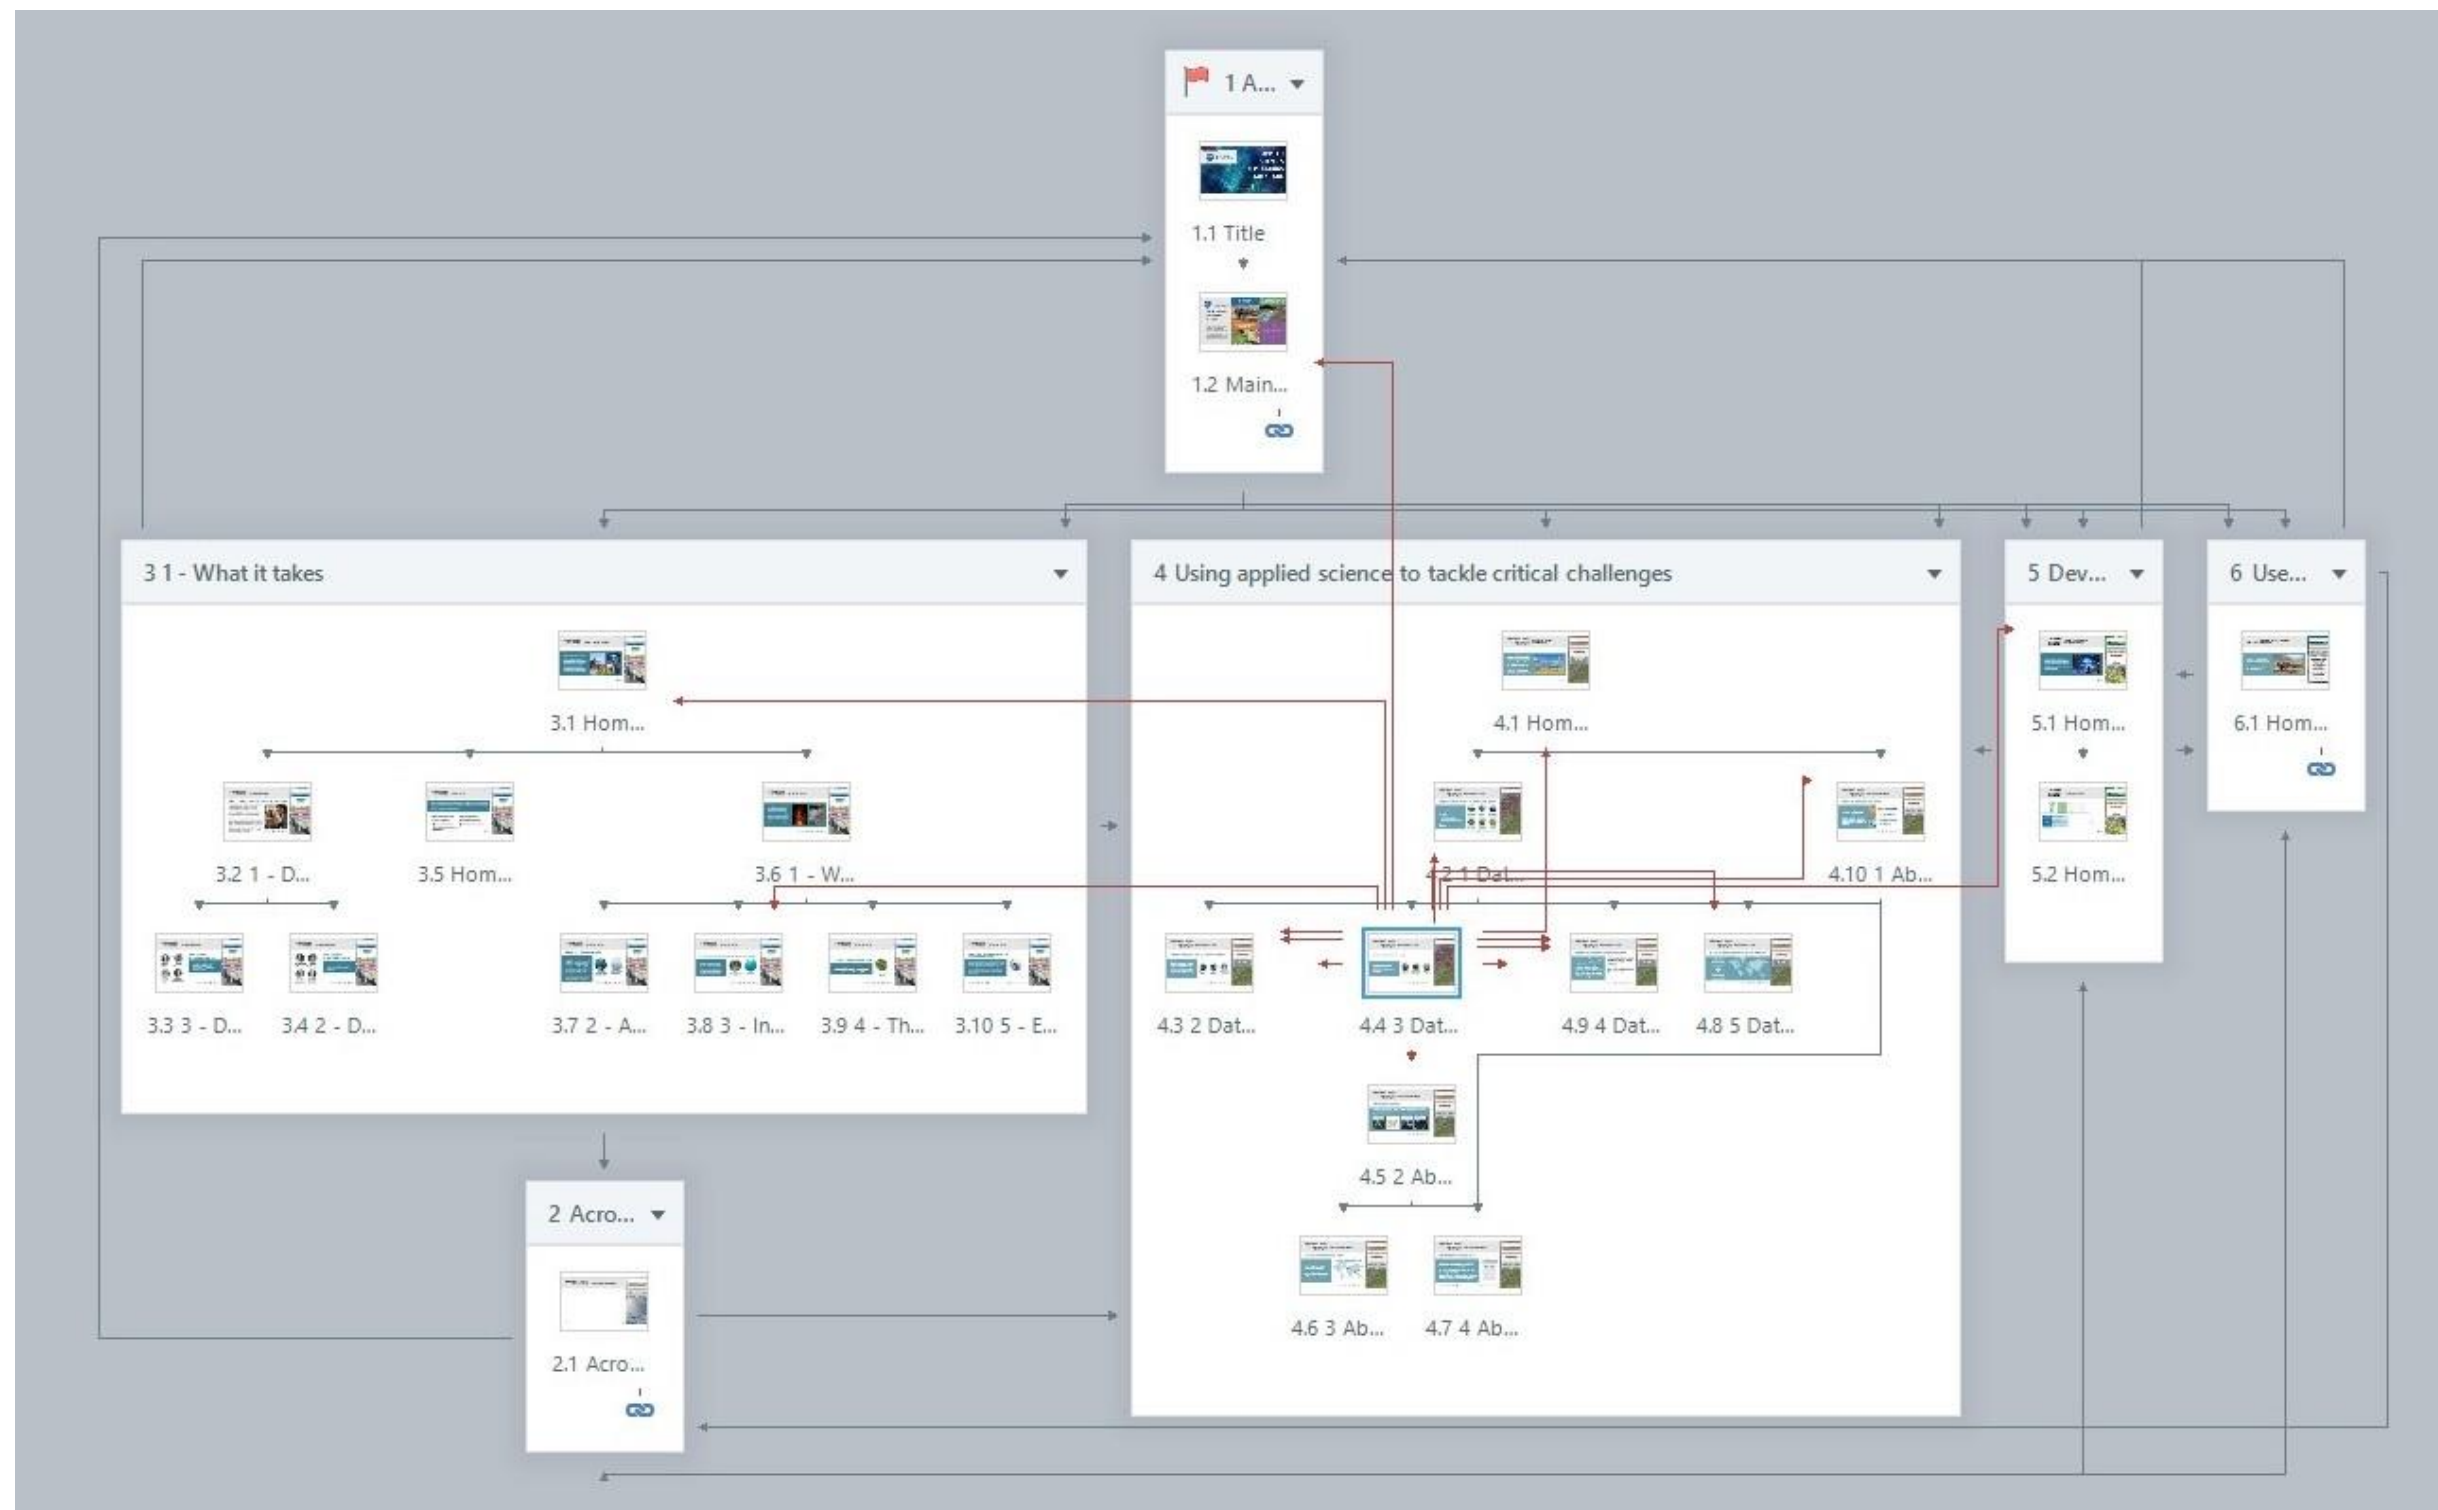 1 A...
1.1 Title
1.2 Main...
3 1 - What it takes
3.1 Hom...
3.2 1 - D...
3.5 Hom...
3.6 1 - W...
3.3 3 - D...
3.4 2 - D...
3.7 2 - A...
3.8 3 - In...
3.9 4 - Th...
3.10 5 - E...
4 Using applied science to tackle critical challenges
4.1 Hom...
4.2 1 Dat...
4.10 1 Ab...
4.3 2 Dat...
4.4 3 Dat...
4.9 4 Dat...
4.8 5 Dat...
4.5 2 Ab...
4.6 3 Ab...
4.7 4 Ab...
5 Dev...
5.1 Hom...
5.2 Hom...
6 Use...
6.1 Hom...
2 Acro...
2.1 Acro...